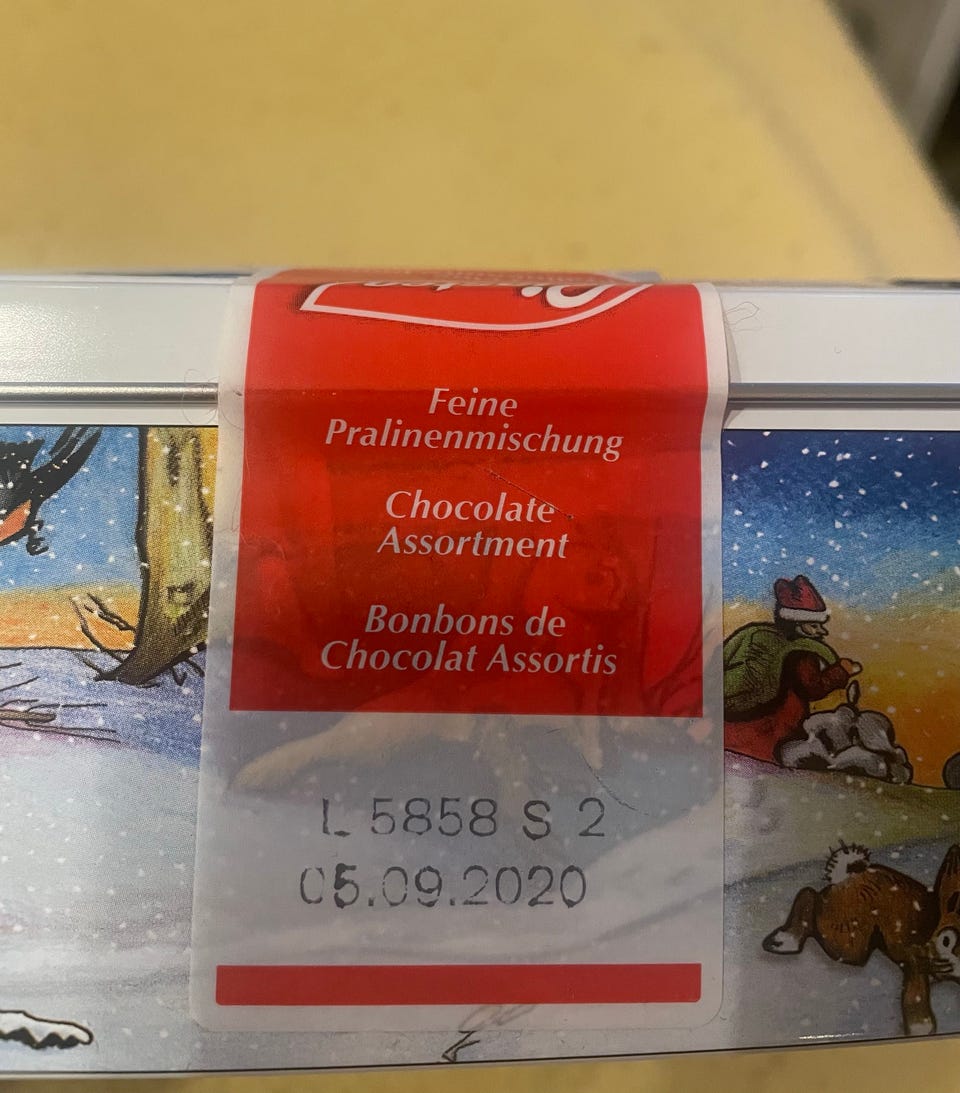 Feine
Pralinenmischung
Chocolate
Assortment
Bonbons de
Chocolat Assortis
L 5858 S 2
05.09.2020